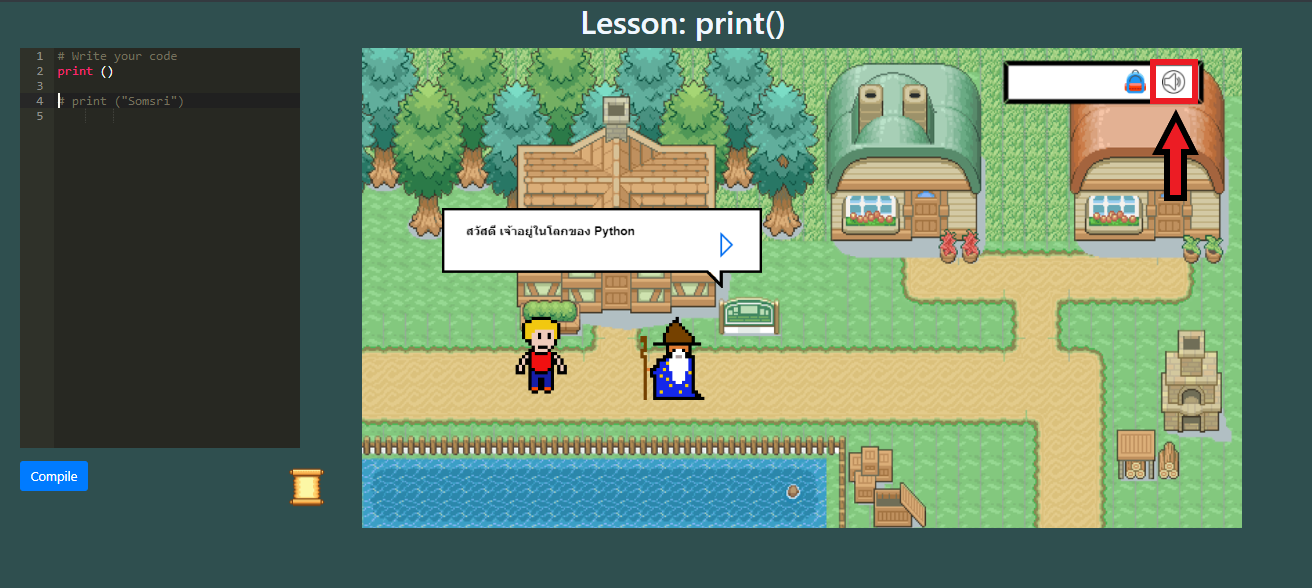 Lesson: print()
1 # Write your code
2 print ()
3
4 # print ("Somsri")
5
สวัสดี เจ้าอยู่ในโลกของ Python
Compile